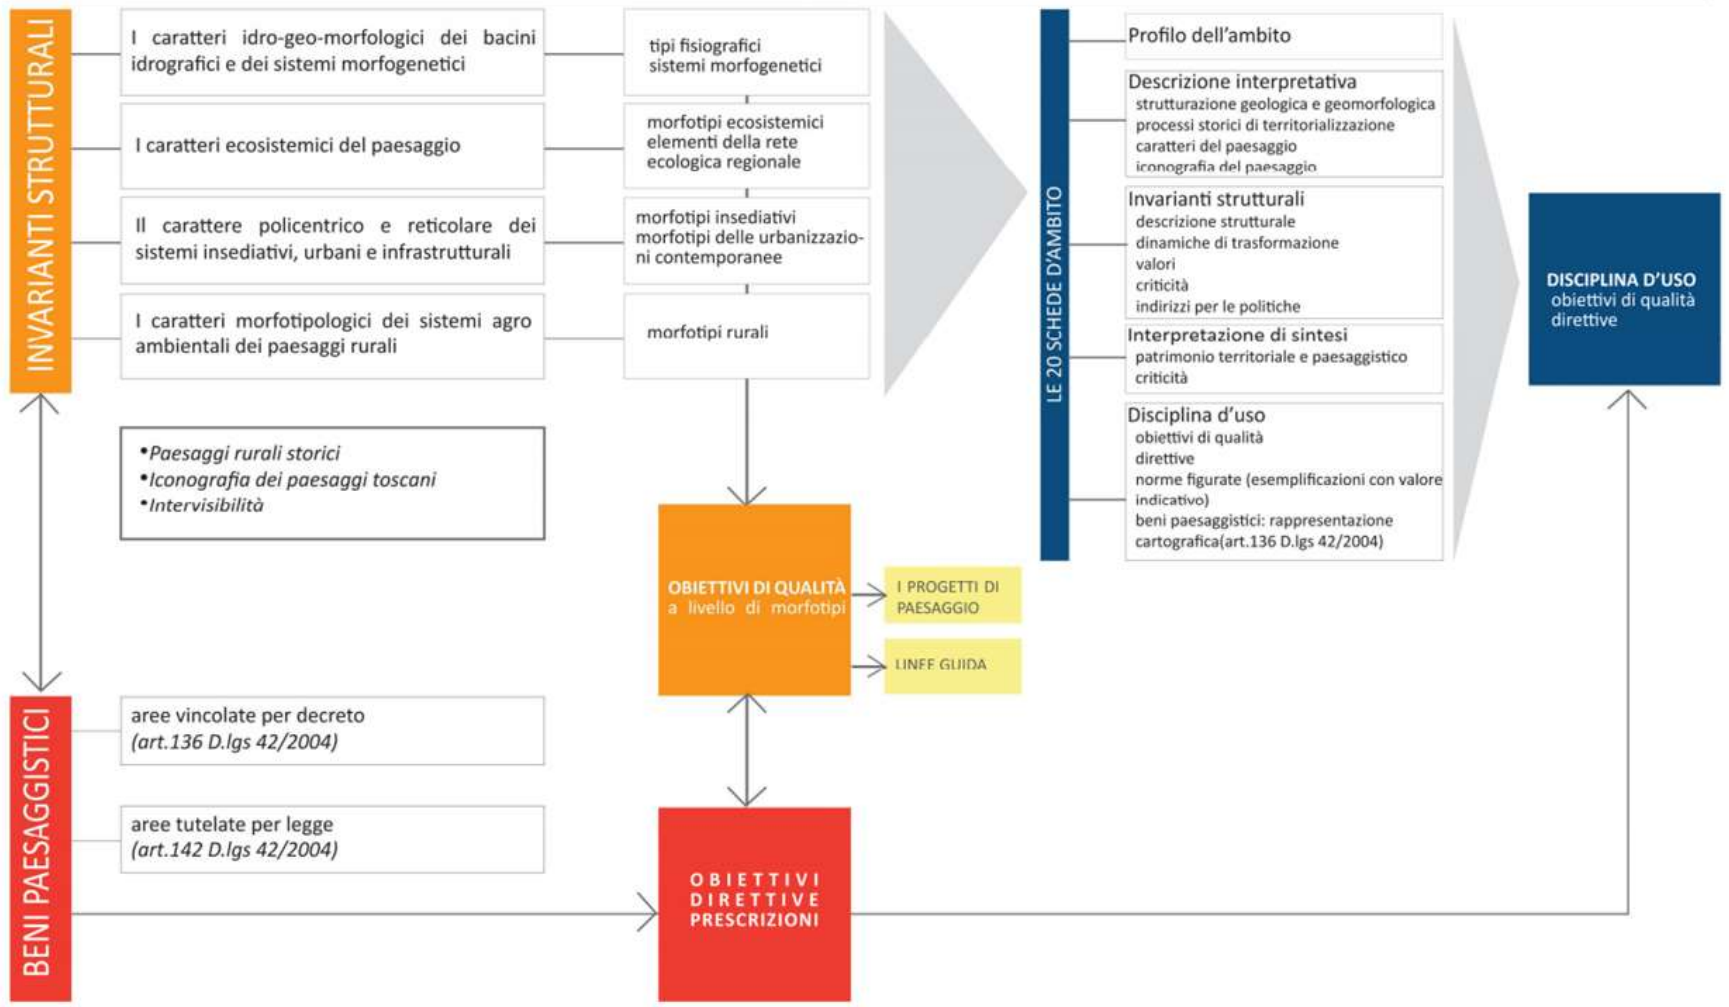 INVARIANTI STRUTTURALI
I caratteri idro-geo-morfologici dei bacini
idrografici e dei sistemi morfogenetici
I caratteri ecosistemici del paesaggio
Il carattere policentrico e reticolare dei
sistemi insediativi, urbani e infrastrutturali
I caratteri morfotipologici dei sistemi agro
ambientali dei paesaggi rurali
tipi fisiografici
sistemi morfogenetici
morfotipi ecosistemici
elementi della rete
ecologica regionale
morfotipi insediativi
morfotipi delle urbanizzazio-
ni contemporanee
morfotipi rurali
•Paesaggi rurali storici
•Iconografia dei paesaggi toscani
•Intervisibilità
OBIETTIVI DI QUALITÀ
a livello di morfotipi
I PROGETTI DI
PAESAGGIO
LINEE GUIDA
BENI PAESAGGISTICI
aree vincolate per decreto
(art.136 D.lgs 42/2004)
aree tutelate per legge
(art.142 D.lgs 42/2004)
OBIETTIVI
DIRETTIVE
PRESCRIZIONI
LE 20 SCHEDE D'AMBITO
Profilo dell'ambito
Descrizione interpretativa
strutturazione geologica e geomorfologica
processi storici di territorializzazione
caratteri del paesaggio
iconografia del paesaggio
Invarianti strutturali
descrizione strutturale
dinamiche di trasformazione
valori
criticità
indirizzi per le politiche
Interpretazione di sintesi
patrimonio territoriale e paesaggistico
criticità
Disciplina d'uso
obiettivi di qualità
direttive
norme figurate (esemplificazioni con valore
indicativo)
beni paesaggistici: rappresentazione
cartografica(art.136 D.lgs 42/2004)
DISCIPLINA D'USO
obiettivi di qualità
direttive